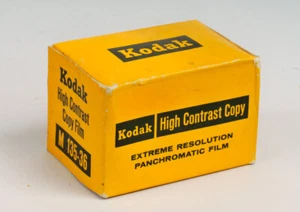 Kodak
Kodak
High Contrast
Copy Film
M 135-36
Kodak High Contrast Copy
EXTREME RESOLUTION
PANCHROMATIC FILM